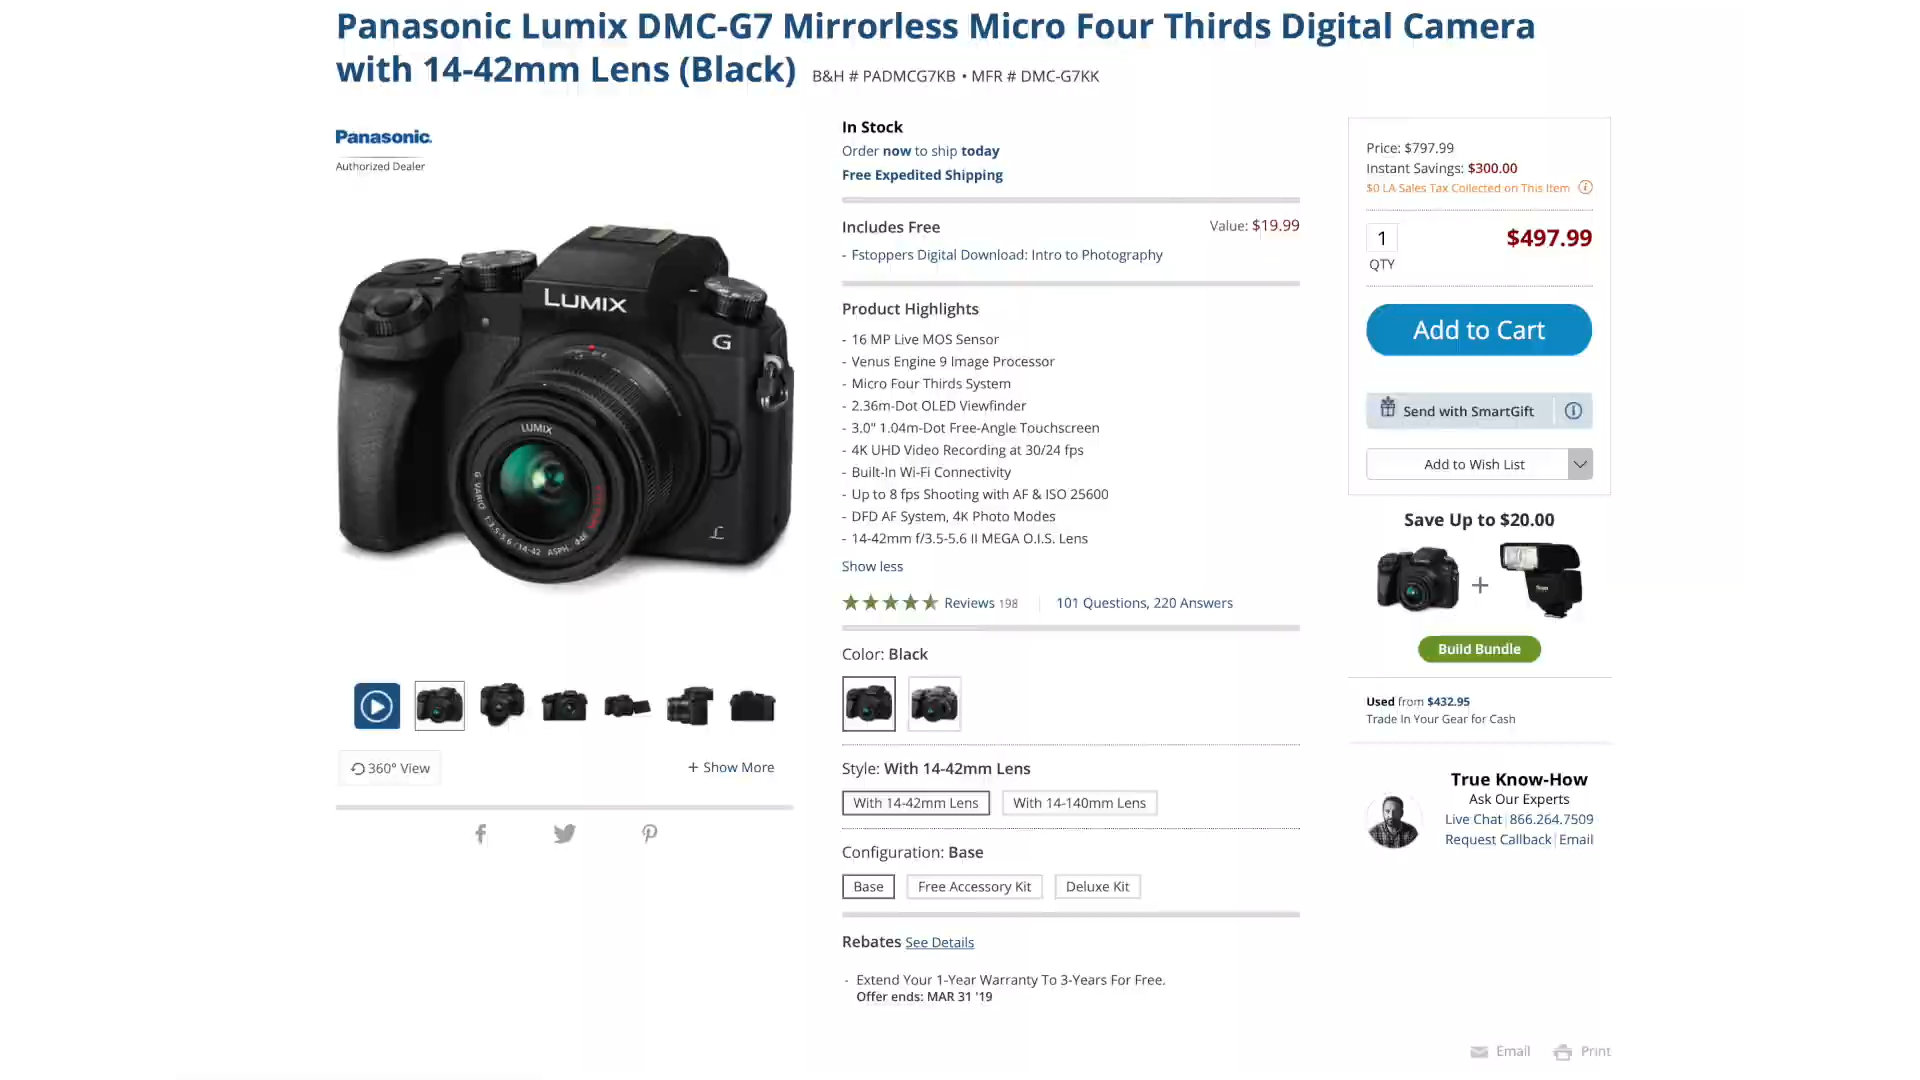 Panasonic Lumix DMC-G7 Mirrorless Micro Four Thirds Digital Camera
with 14-42mm Lens (Black) B&H # PADMCG7KB • MFR # DMC-G7KK
Panasonic
Authorized Dealer
LUMIX
G
LUMIX
G VARIO 1:3.5-5.6 / 14-42 ASPH.
In Stock
Order now to ship today
Free Expedited Shipping
Includes Free Value: $19.99
- Fstoppers Digital Download: Intro to Photography
Product Highlights
- 16 MP Live MOS Sensor
- Venus Engine 9 Image Processor
- Micro Four Thirds System
- 2.36m-Dot OLED Viewfinder
- 3.0" 1.04m-Dot Free-Angle Touchscreen
- 4K UHD Video Recording at 30/24 fps
- Built-In Wi-Fi Connectivity
- Up to 8 fps Shooting with AF & ISO 25600
- DFD AF System, 4K Photo Modes
- 14-42mm f/3.5-5.6 II MEGA O.I.S. Lens
Show less
Reviews 198 101 Questions, 220 Answers
Color: Black
Style: With 14-42mm Lens
With 14-42mm Lens With 14-140mm Lens
Configuration: Base
Base Free Accessory Kit Deluxe Kit
Rebates See Details
- Extend Your 1-Year Warranty To 3-Years For Free.
Offer ends: MAR 31 '19
360° View
+ Show More
Price: $797.99
Instant Savings: $300.00
$0 LA Sales Tax Collected on This Item
1 $497.99
QTY
Add to Cart
Send with SmartGift
Add to Wish List
Save Up to $20.00
+
Build Bundle
Used from $432.95
Trade In Your Gear for Cash
True Know-How
Ask Our Experts
Live Chat 866.264.7509
Request Callback Email
Email Print